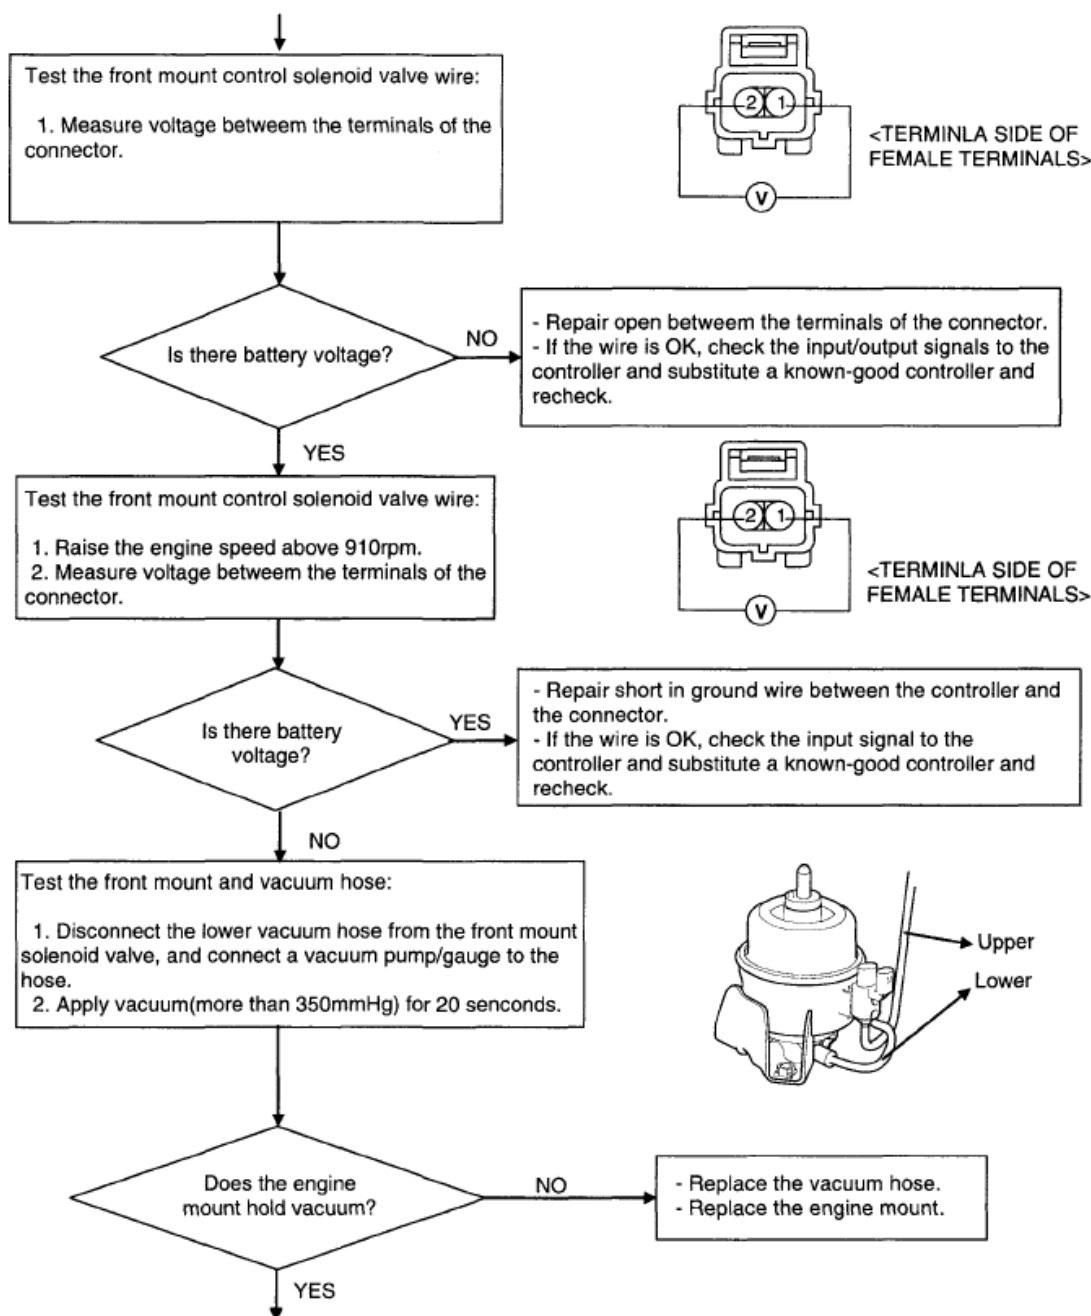 Test the front mount control solenoid valve wire:
1. Measure voltage betweem the terminals of the
connector.
2 1
<TERMINLA SIDE OF
FEMALE TERMINALS>
V
Is there battery voltage?
NO
- Repair open betweem the terminals of the connector.
- If the wire is OK, check the input/output signals to the
controller and substitute a known-good controller and
recheck.
YES
Test the front mount control solenoid valve wire:
1. Raise the engine speed above 910rpm.
2. Measure voltage betweem the terminals of the
connector.
2 1
<TERMINLA SIDE OF
FEMALE TERMINALS>
V
Is there battery
voltage?
YES
- Repair short in ground wire between the controller and
the connector.
- If the wire is OK, check the input signal to the
controller and substitute a known-good controller and
recheck.
NO
Test the front mount and vacuum hose:
1. Disconnect the lower vacuum hose from the front mount
solenoid valve, and connect a vacuum pump/gauge to the
hose.
2. Apply vacuum(more than 350mmHg) for 20 senconds.
Upper
Lower
Does the engine
mount hold vacuum?
NO
- Replace the vacuum hose.
- Replace the engine mount.
YES